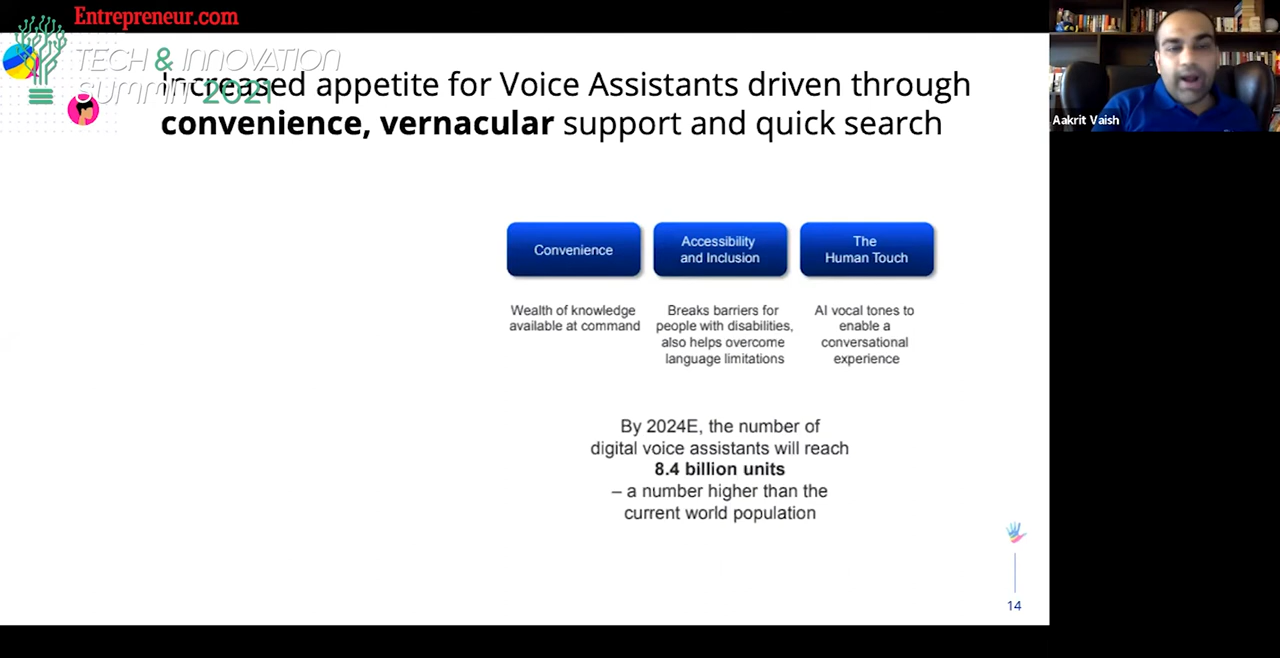 Entrepreneur.com
TECH & INNOVATION
SUMMIT 2021
Increased appetite for Voice Assistants driven through
convenience, vernacular support and quick search
Aakrit Vaish
Convenience
Wealth of knowledge
available at command
Accessibility
and Inclusion
Breaks barriers for
people with disabilities,
also helps overcome
language limitations
The
Human Touch
AI vocal tones to
enable a
conversational
experience
By 2024E, the number of
digital voice assistants will reach
8.4 billion units
– a number higher than the
current world population
14